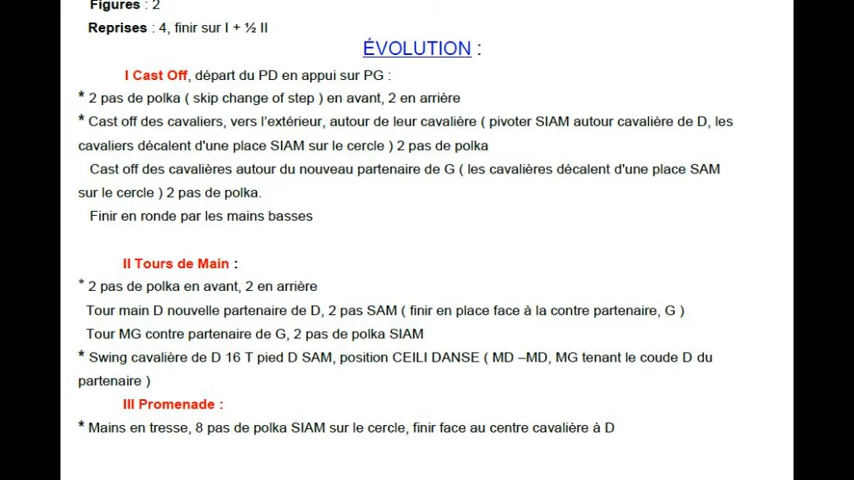 Figures : 2
Reprises : 4, finir sur I + ½ II
ÉVOLUTION :
I Cast Off, départ du PD en appui sur PG :
* 2 pas de polka ( skip change of step ) en avant, 2 en arrière
* Cast off des cavaliers, vers l'extérieur, autour de leur cavalière ( pivoter SIAM autour cavalière de D, les
cavaliers décalent d'une place SIAM sur le cercle ) 2 pas de polka
Cast off des cavalières autour du nouveau partenaire de G ( les cavalières décalent d'une place SAM
sur le cercle ) 2 pas de polka.
Finir en ronde par les mains basses
II Tours de Main :
* 2 pas de polka en avant, 2 en arrière
Tour main D nouvelle partenaire de D, 2 pas SAM ( finir en place face à la contre partenaire, G )
Tour MG contre partenaire de G, 2 pas de polka SIAM
* Swing cavalière de D 16 T pied D SAM, position CEILI DANSE ( MD –MD, MG tenant le coude D du
partenaire )
III Promenade :
* Mains en tresse, 8 pas de polka SIAM sur le cercle, finir face au centre cavalière à D